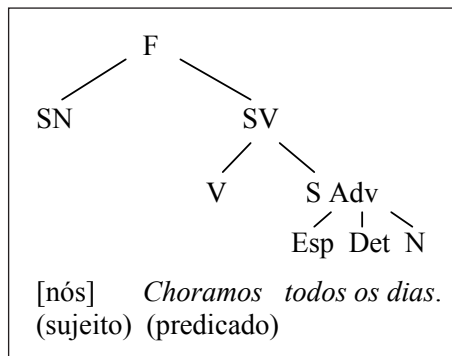 F
SN SV
V S Adv
Esp Det N
[nós] Choramos todos os dias.
(sujeito) (predicado)